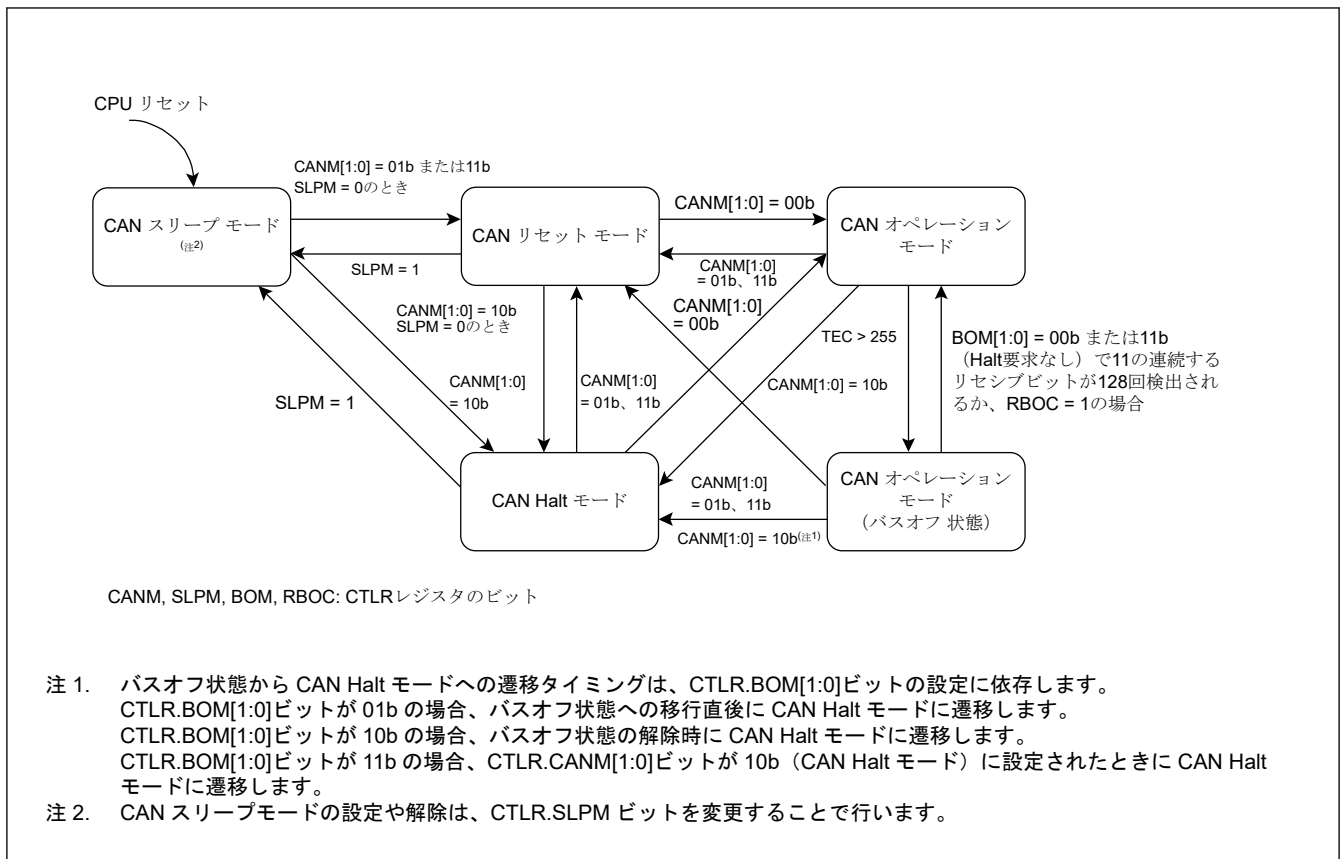 CPU リセット
CANM[1:0] = 01b または11b
SLPM = 0のとき
CAN スリープ モード
(注2)
CAN リセット モード
CANM[1:0] = 00b
CAN オペレーション
モード
SLPM = 1
CANM[1:0]
= 01b、11b
CANM[1:0] = 10b
SLPM = 0のとき
CANM[1:0]
= 00b
TEC > 255
BOM[1:0] = 00b または11b
（Halt要求なし）で11の連続する
リセシブビットが128回検出され
るか、RBOC = 1の場合
SLPM = 1
CANM[1:0]
= 10b
CANM[1:0]
= 01b、11b
CANM[1:0] = 10b
CAN Halt モード
CANM[1:0]
= 01b、11b
CANM[1:0] = 10b(注1)
CAN オペレーション
モード
（バスオフ 状態）
CANM, SLPM, BOM, RBOC: CTLRレジスタのビット
注 1. バスオフ状態から CAN Halt モードへの遷移タイミングは、CTLR.BOM[1:0]ビットの設定に依存します。
CTLR.BOM[1:0]ビットが 01b の場合、バスオフ状態への移行直後に CAN Halt モードに遷移します。
CTLR.BOM[1:0]ビットが 10b の場合、バスオフ状態の解除時に CAN Halt モードに遷移します。
CTLR.BOM[1:0]ビットが 11b の場合、CTLR.CANM[1:0]ビットが 10b（CAN Halt モード）に設定されたときに CAN Halt
モードに遷移します。
注 2. CAN スリープモードの設定や解除は、CTLR.SLPM ビットを変更することで行います。